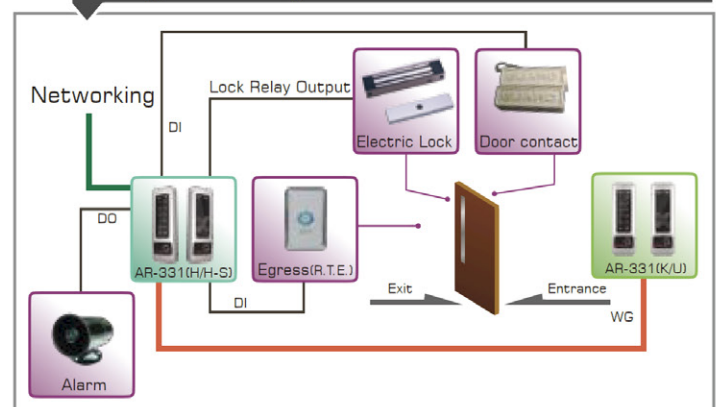 Networking
Lock Relay Output
DI
Electric Lock
Door contact
DO
AR-331(H/H-S)
Egress(R.T.E.)
AR-331(K/U)
DI
Exit
Entrance
WG
Alarm